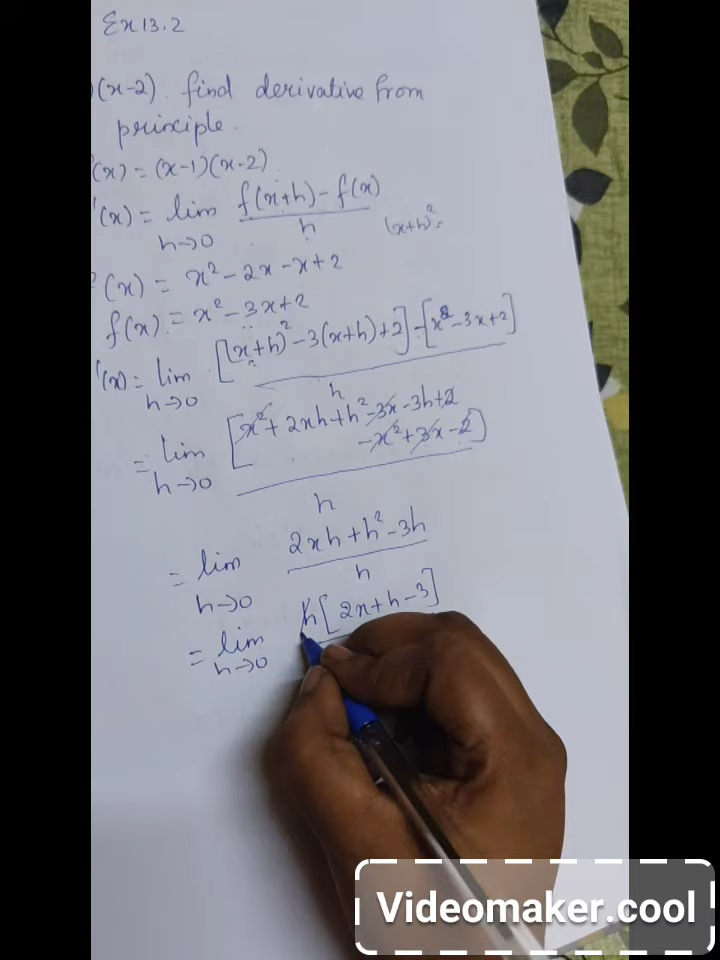 Ex 13.2
)(x-2). find derivative from
principle.
(x) = (x-1)(x-2)
'(x) = lim f(x+h) - f(x)
h→0 h
(x+h)² =
(x) = x² - 2x - x + 2
f(x) = x² - 3x + 2
'(x) = lim [(x+h)² - 3(x+h) + 2] - [x² - 3x + 2]
h→0 h
= lim [x² + 2xh + h² - 3x - 3h + 2
- x² + 3x - 2]
h→0 h
= lim 2xh + h² - 3h
h→0 h
= lim h[2x + h - 3]
h→0
Videomaker.cool